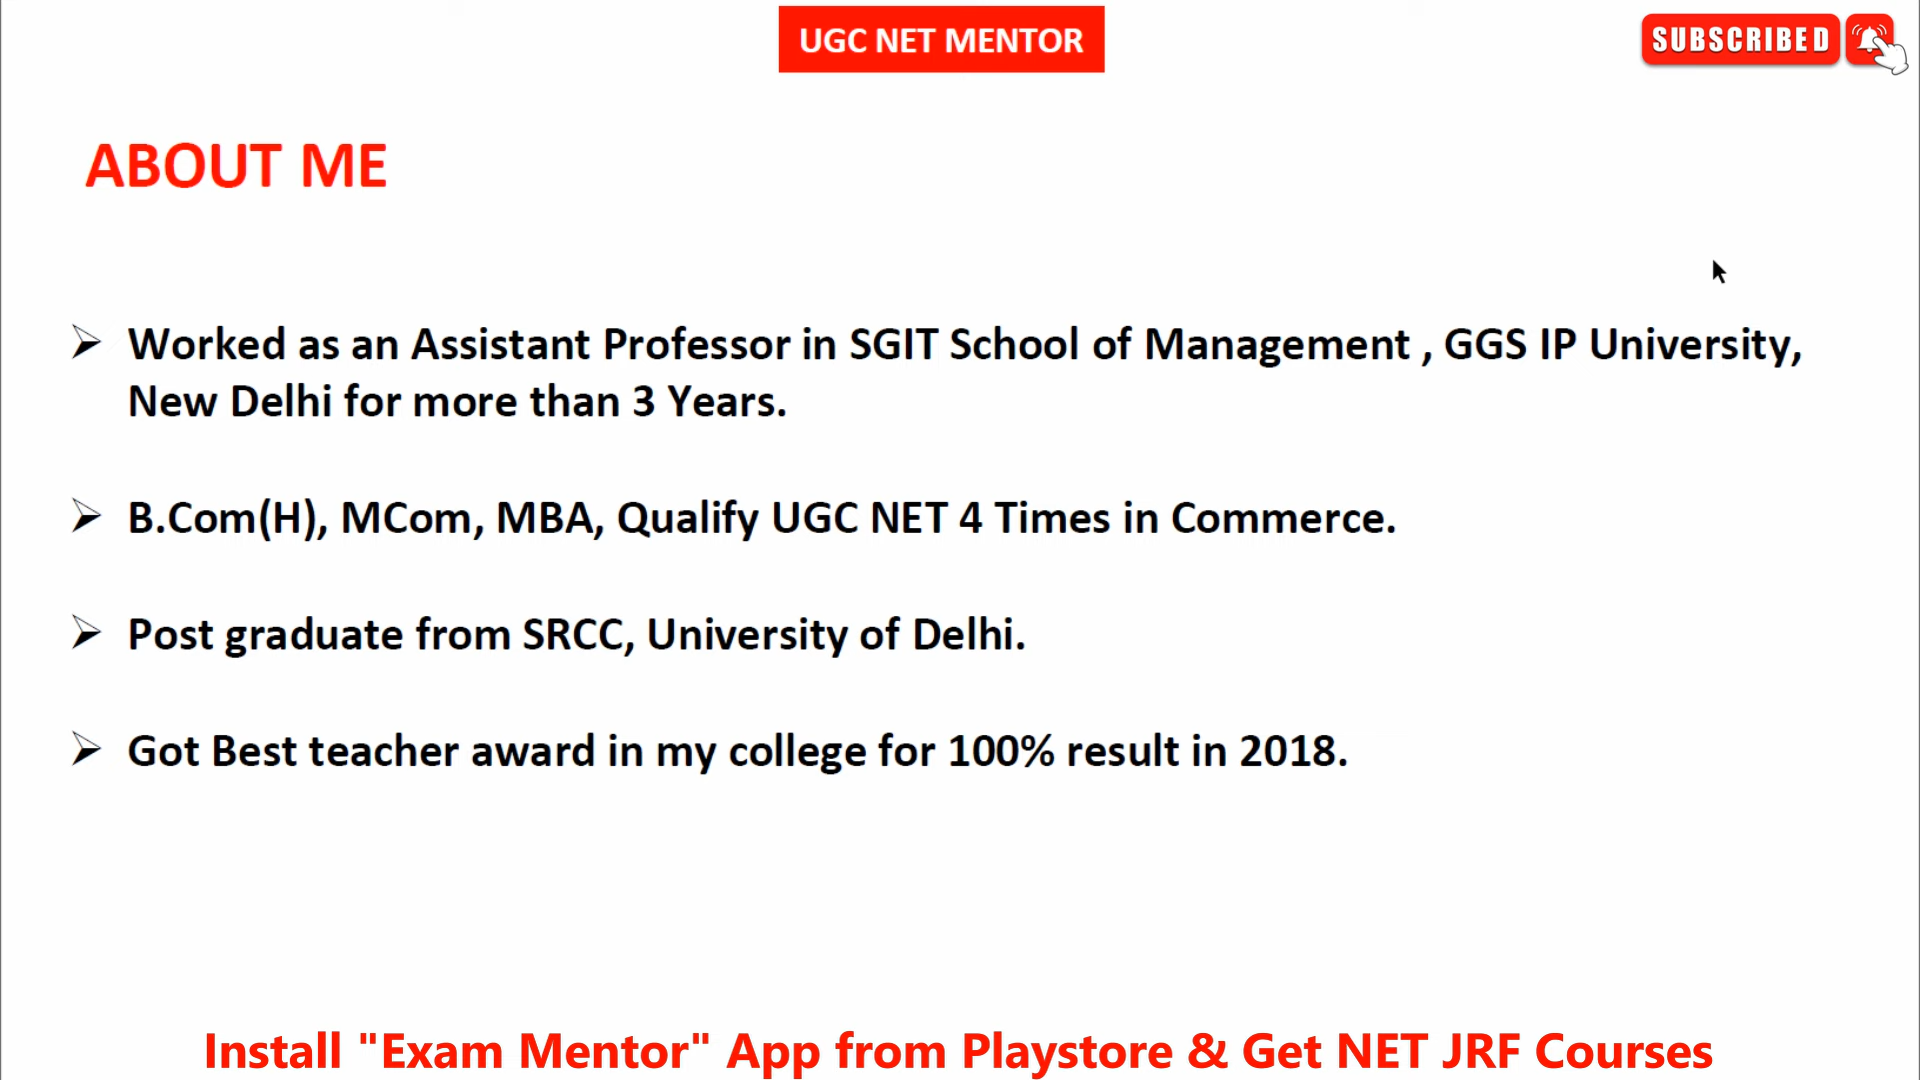 UGC NET MENTOR
SUBSCRIBED
ABOUT ME
Worked as an Assistant Professor in SGIT School of Management , GGS IP University,
New Delhi for more than 3 Years.
B.Com(H), MCom, MBA, Qualify UGC NET 4 Times in Commerce.
Post graduate from SRCC, University of Delhi.
Got Best teacher award in my college for 100% result in 2018.
Install "Exam Mentor" App from Playstore & Get NET JRF Courses